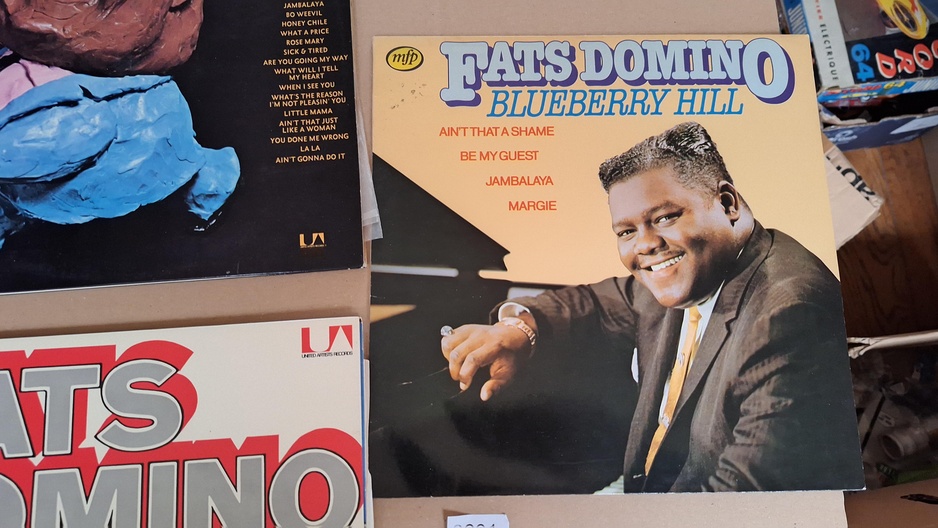 JAMBALAYA
BO WEEVIL
HONEY CHILE
WHAT A PRICE
ROSE MARY
SICK & TIRED
ARE YOU GOING MY WAY
WHAT WILL I TELL
MY HEART
WHEN I SEE YOU
WHAT'S THE REASON
I'M NOT PLEASIN' YOU
LITTLE MAMA
AIN'T THAT JUST
LIKE A WOMAN
YOU DONE ME WRONG
LA LA
AIN'T GONNA DO IT
UA
mfp
FATS DOMINO
BLUEBERRY HILL
AIN'T THAT A SHAME
BE MY GUEST
JAMBALAYA
MARGIE
UA
UNITED ARTISTS RECORDS
ATS
OMINO
ELECTRIQUE
64